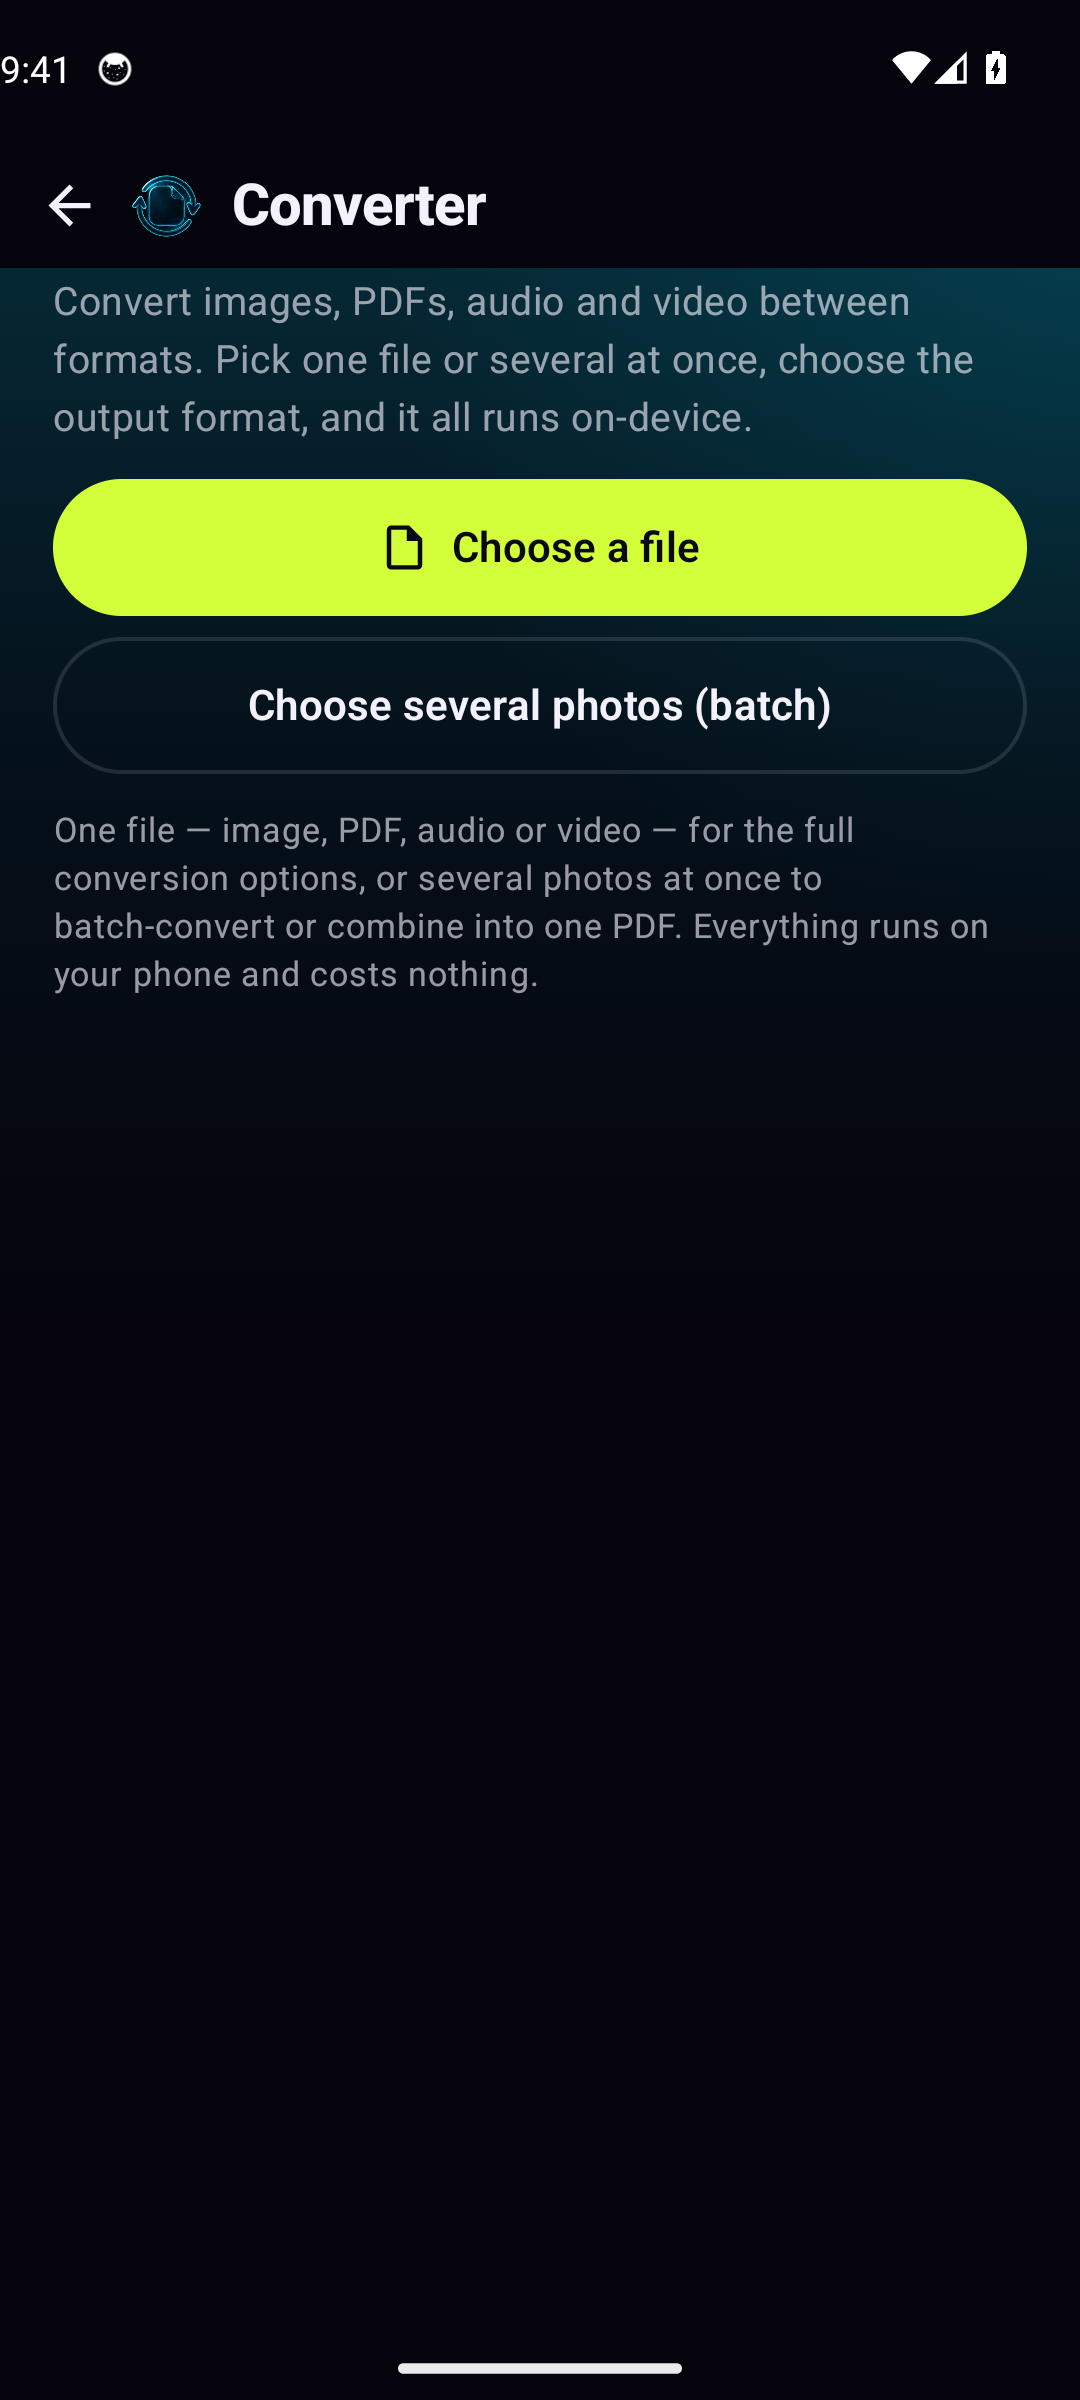 9:41
Converter
Convert images, PDFs, audio and video between
formats. Pick one file or several at once, choose the
output format, and it all runs on-device.
Choose a file
Choose several photos (batch)
One file — image, PDF, audio or video — for the full
conversion options, or several photos at once to
batch-convert or combine into one PDF. Everything runs on
your phone and costs nothing.